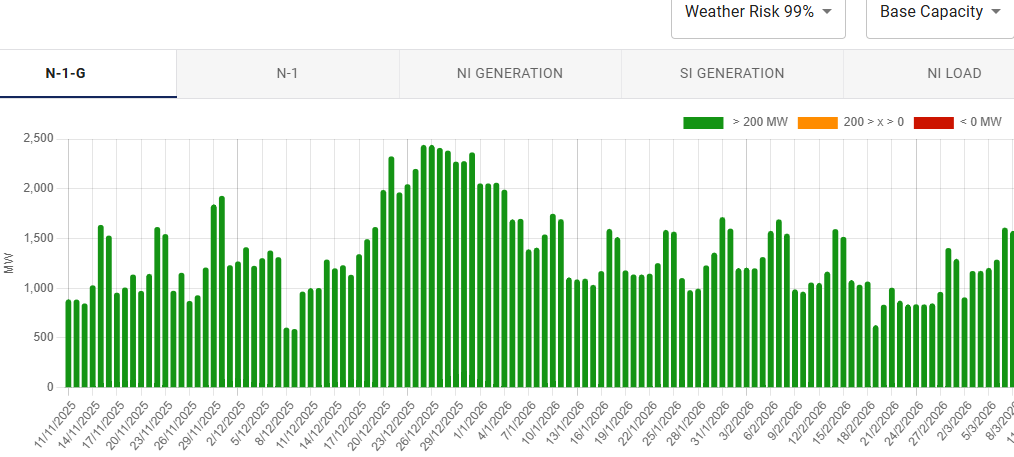 Weather Risk 99% Base Capacity
N-1-G N-1 NI GENERATION SI GENERATION NI LOAD
> 200 MW 200 > x > 0 < 0 MW
2,500
2,000
1,500
1,000
500
0
MW
11/11/2025 14/11/2025 17/11/2025 20/11/2025 23/11/2025 26/11/2025 29/11/2025 2/12/2025 5/12/2025 8/12/2025 11/12/2025 14/12/2025 17/12/2025 20/12/2025 23/12/2025 26/12/2025 29/12/2025 1/1/2026 4/1/2026 7/1/2026 10/1/2026 13/1/2026 16/1/2026 19/1/2026 22/1/2026 25/1/2026 28/1/2026 31/1/2026 3/2/2026 6/2/2026 9/2/2026 12/2/2026 15/2/2026 18/2/2026 21/2/2026 24/2/2026 27/2/2026 2/3/2026 5/3/2026